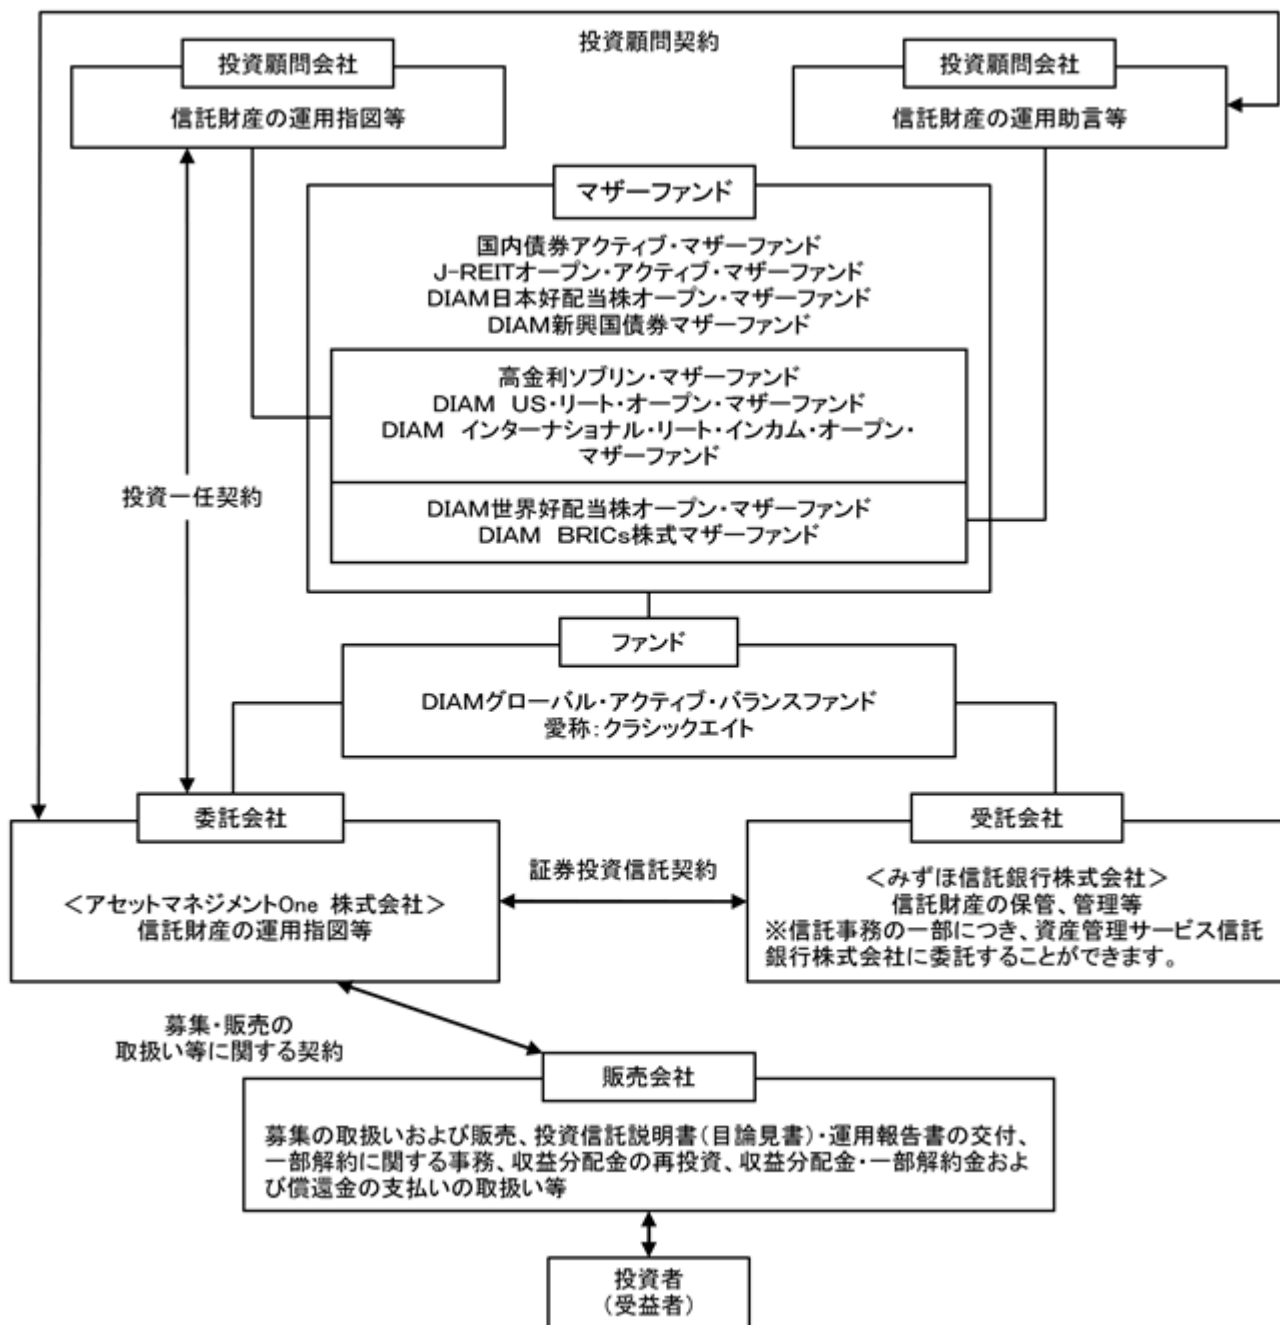 投資顧問契約
投資顧問会社
信託財産の運用指図等
投資顧問会社
信託財産の運用助言等
マザーファンド
国内債券アクティブ・マザーファンド
J-REITオープン・アクティブ・マザーファンド
DIAM日本好配当株オープン・マザーファンド
DIAM新興国債券マザーファンド
高金利ソブリン・マザーファンド
DIAM US・リート・オープン・マザーファンド
DIAM インターナショナル・リート・インカム・オープン・
マザーファンド
DIAM世界好配当株オープン・マザーファンド
DIAM BRICs株式マザーファンド
投資一任契約
ファンド
DIAMグローバル・アクティブ・バランスファンド
愛称：クラシックエイト
委託会社
＜アセットマネジメントOne 株式会社＞
信託財産の運用指図等
証券投資信託契約
受託会社
＜みずほ信託銀行株式会社＞
信託財産の保管、管理等
※信託事務の一部につき、資産管理サービス信託
銀行株式会社に委託することができます。
募集・販売の
取扱い等に関する契約
販売会社
募集の取扱いおよび販売、投資信託説明書（目論見書）・運用報告書の交付、
一部解約に関する事務、収益分配金の再投資、収益分配金・一部解約金およ
び償還金の支払いの取扱い等
投資者
（受益者）